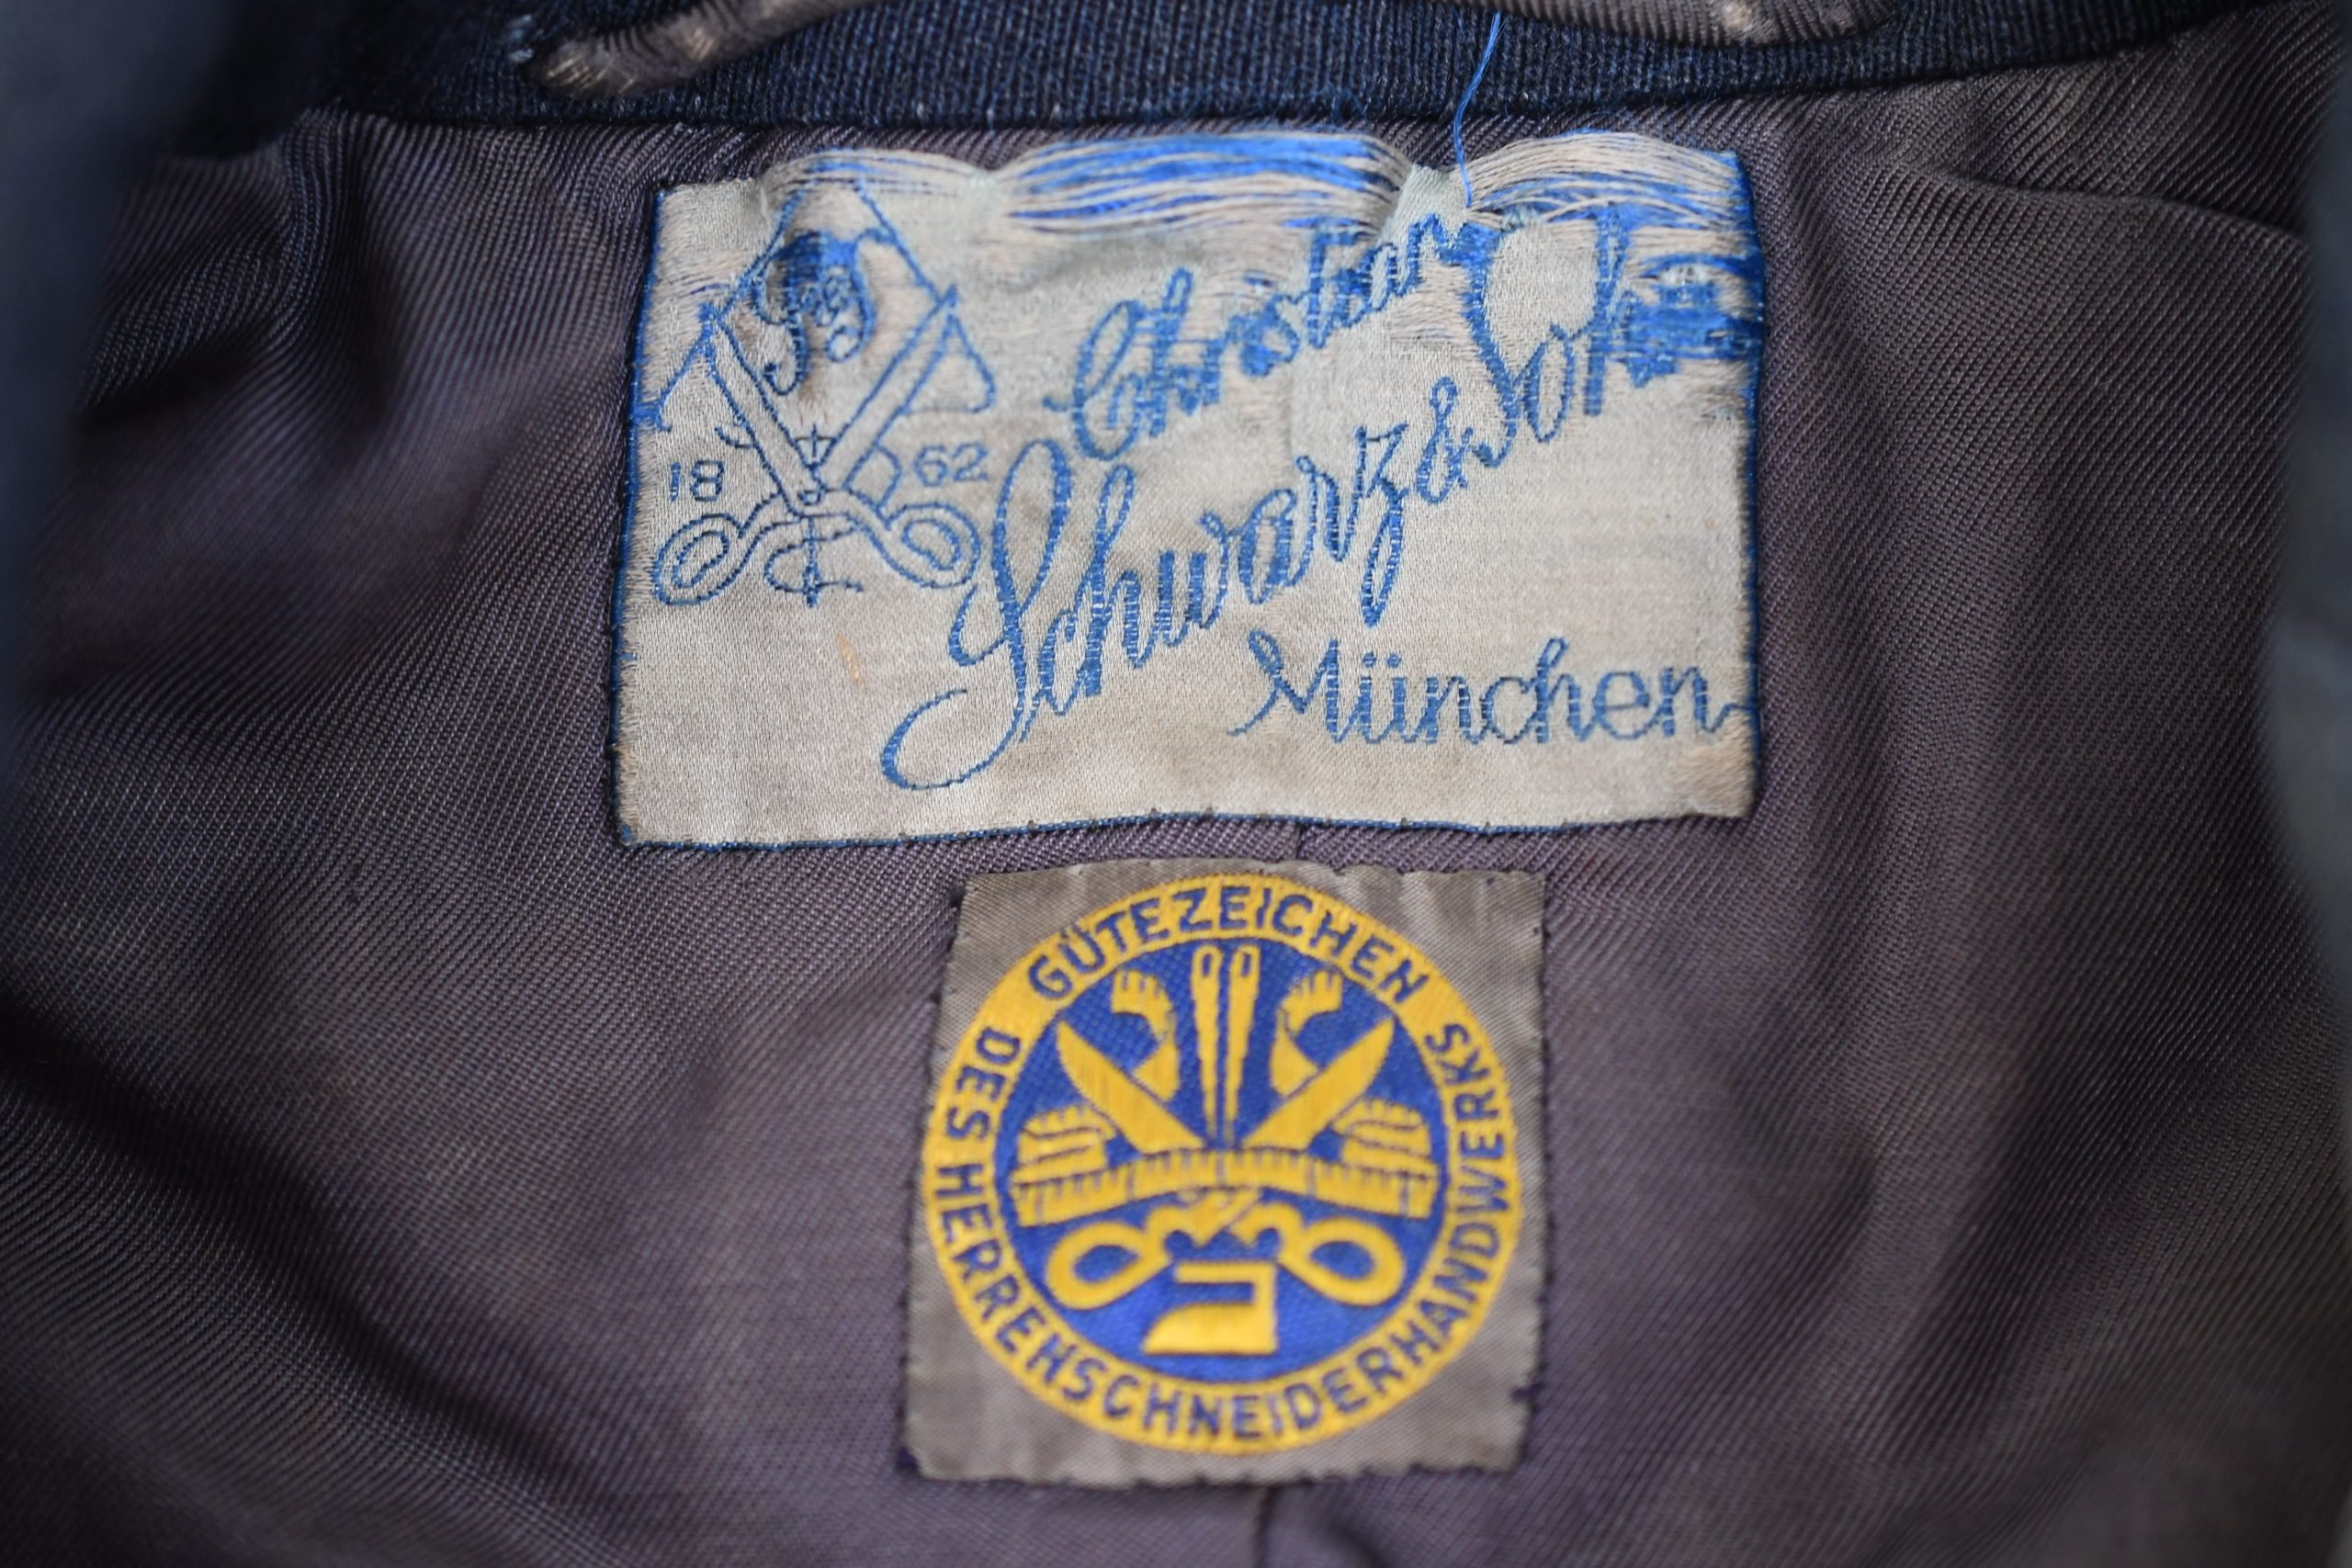 18 62
Christian
Schwarz & Sohn
München
GÜTEZEICHEN
DES HERRENSCHNEIDERHANDWERKS